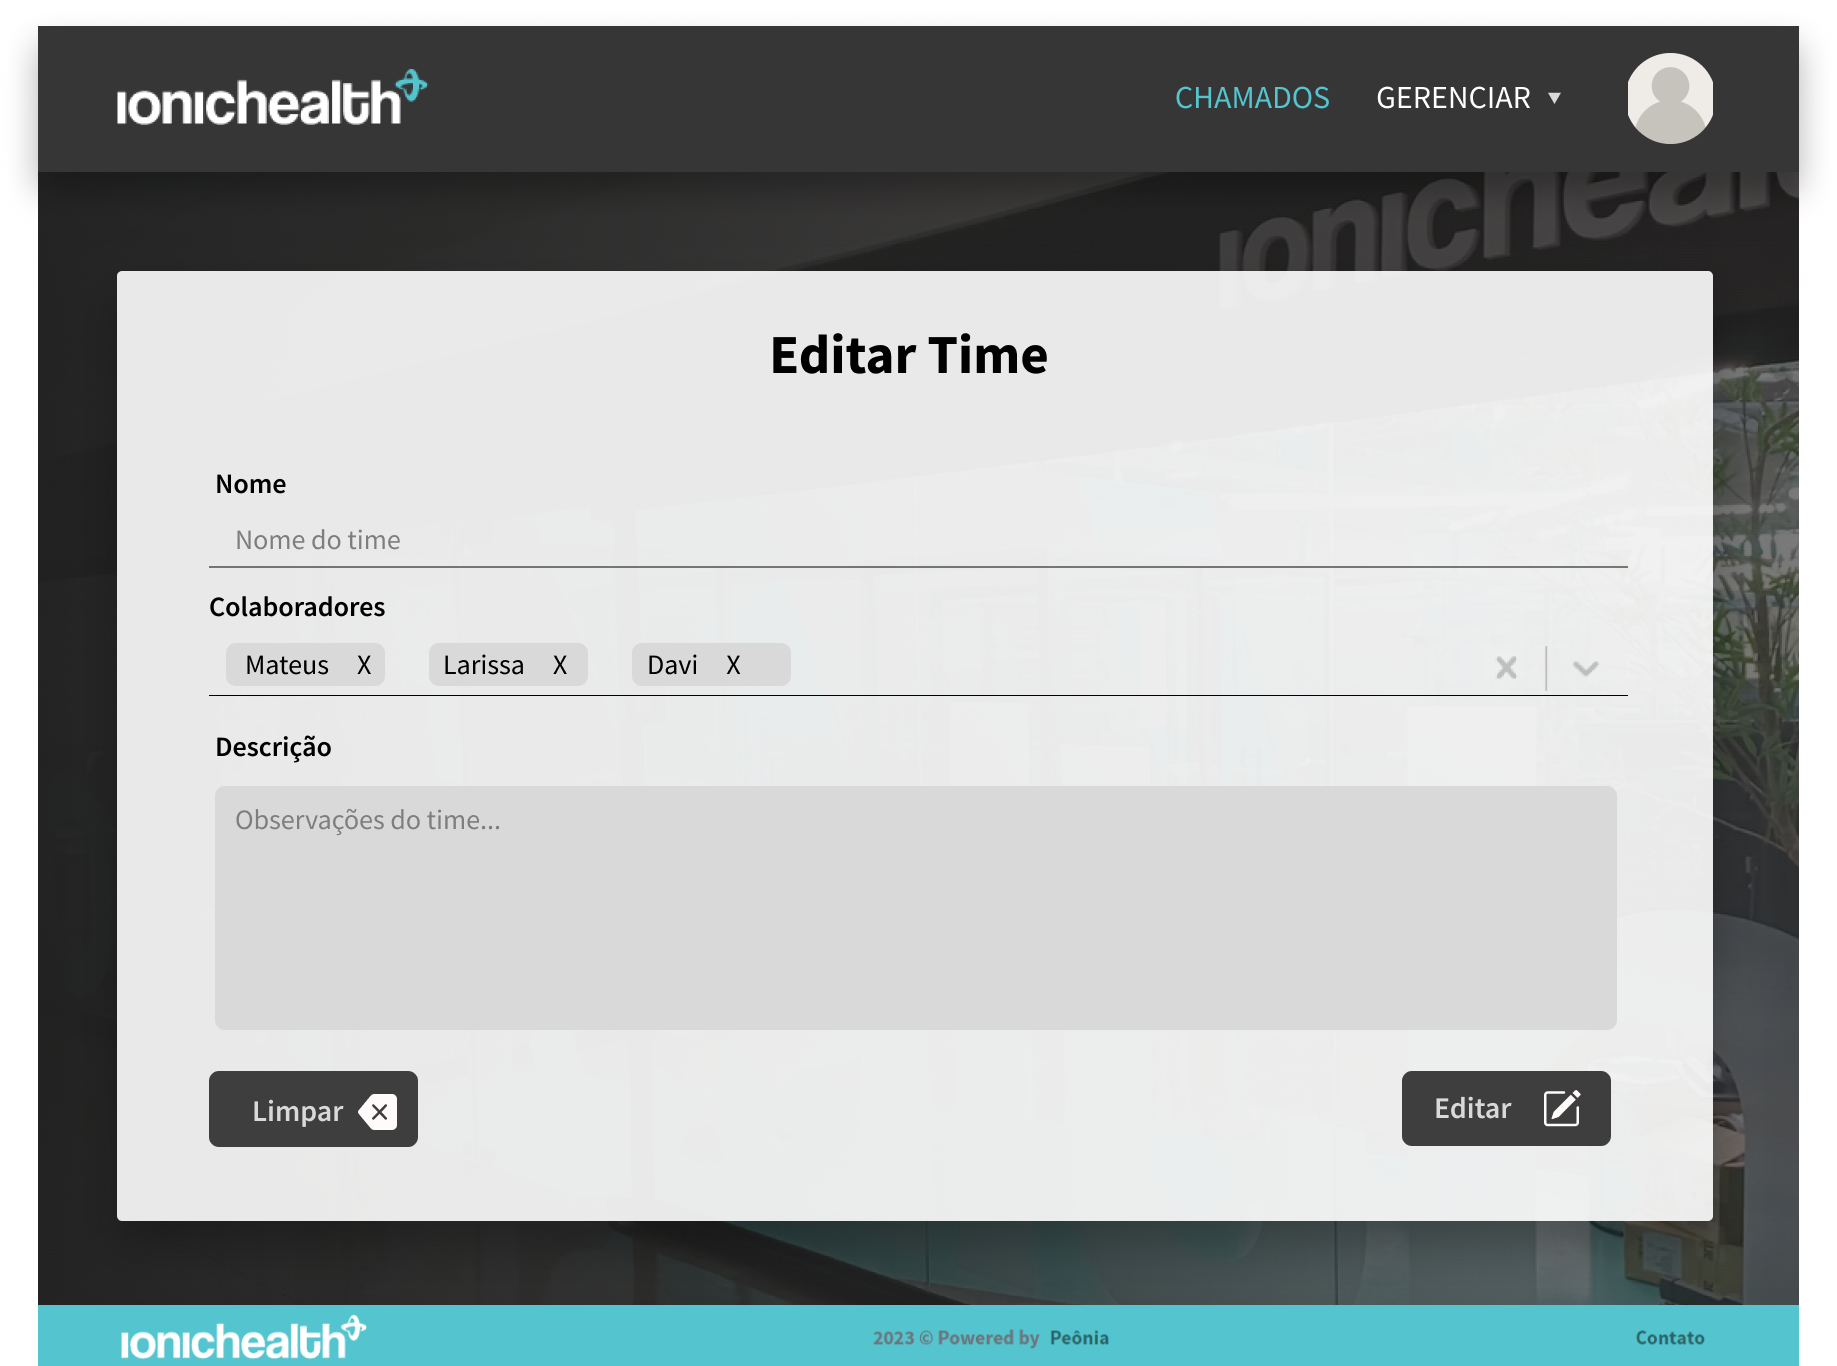 ionichealth
CHAMADOS GERENCIAR ▼
ionicheal
Editar Time
Nome
Nome do time
Colaboradores
Mateus X Larissa X Davi X
Descrição
Observações do time...
Limpar Editar
ionichealth 2023 © Powered by Peônia Contato